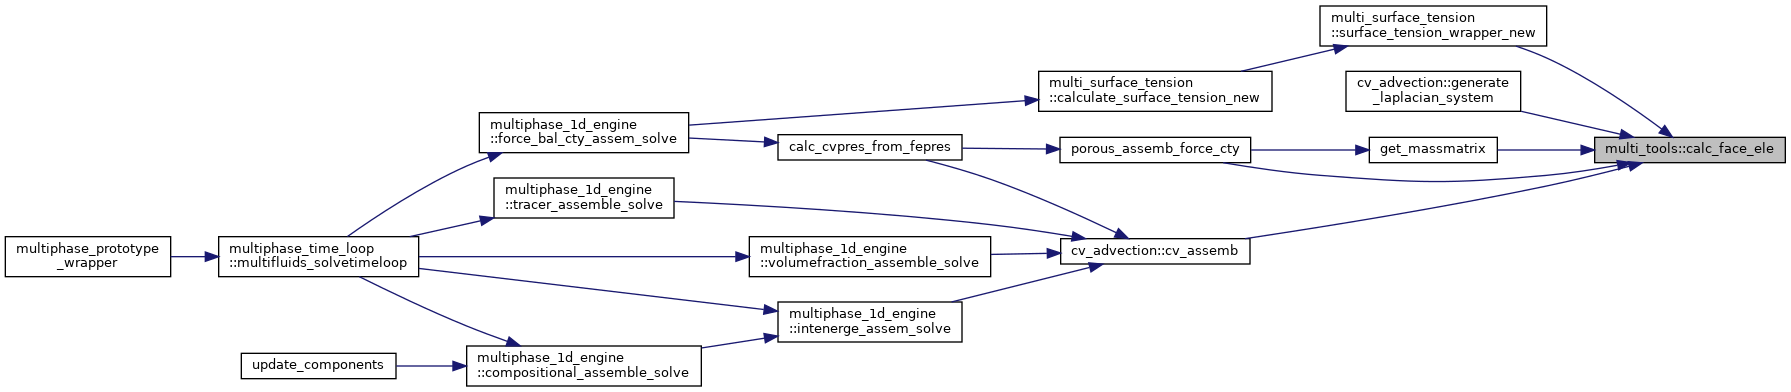 multi_surface_tension
::surface_tension_wrapper_new
multi_surface_tension
::calculate_surface_tension_new
cv_advection::generate
_laplacian_system
multiphase_1d_engine
::force_bal_cty_assem_solve
calc_cvpres_from_fepres
porous_assemb_force_cty
get_massmatrix
multi_tools::calc_face_ele
multiphase_1d_engine
::tracer_assemble_solve
multiphase_prototype
_wrapper
multiphase_time_loop
::multifluids_solvetimeloop
multiphase_1d_engine
::volumefraction_assemble_solve
cv_advection::cv_assemb
multiphase_1d_engine
::intenerge_assem_solve
update_components
multiphase_1d_engine
::compositional_assemble_solve